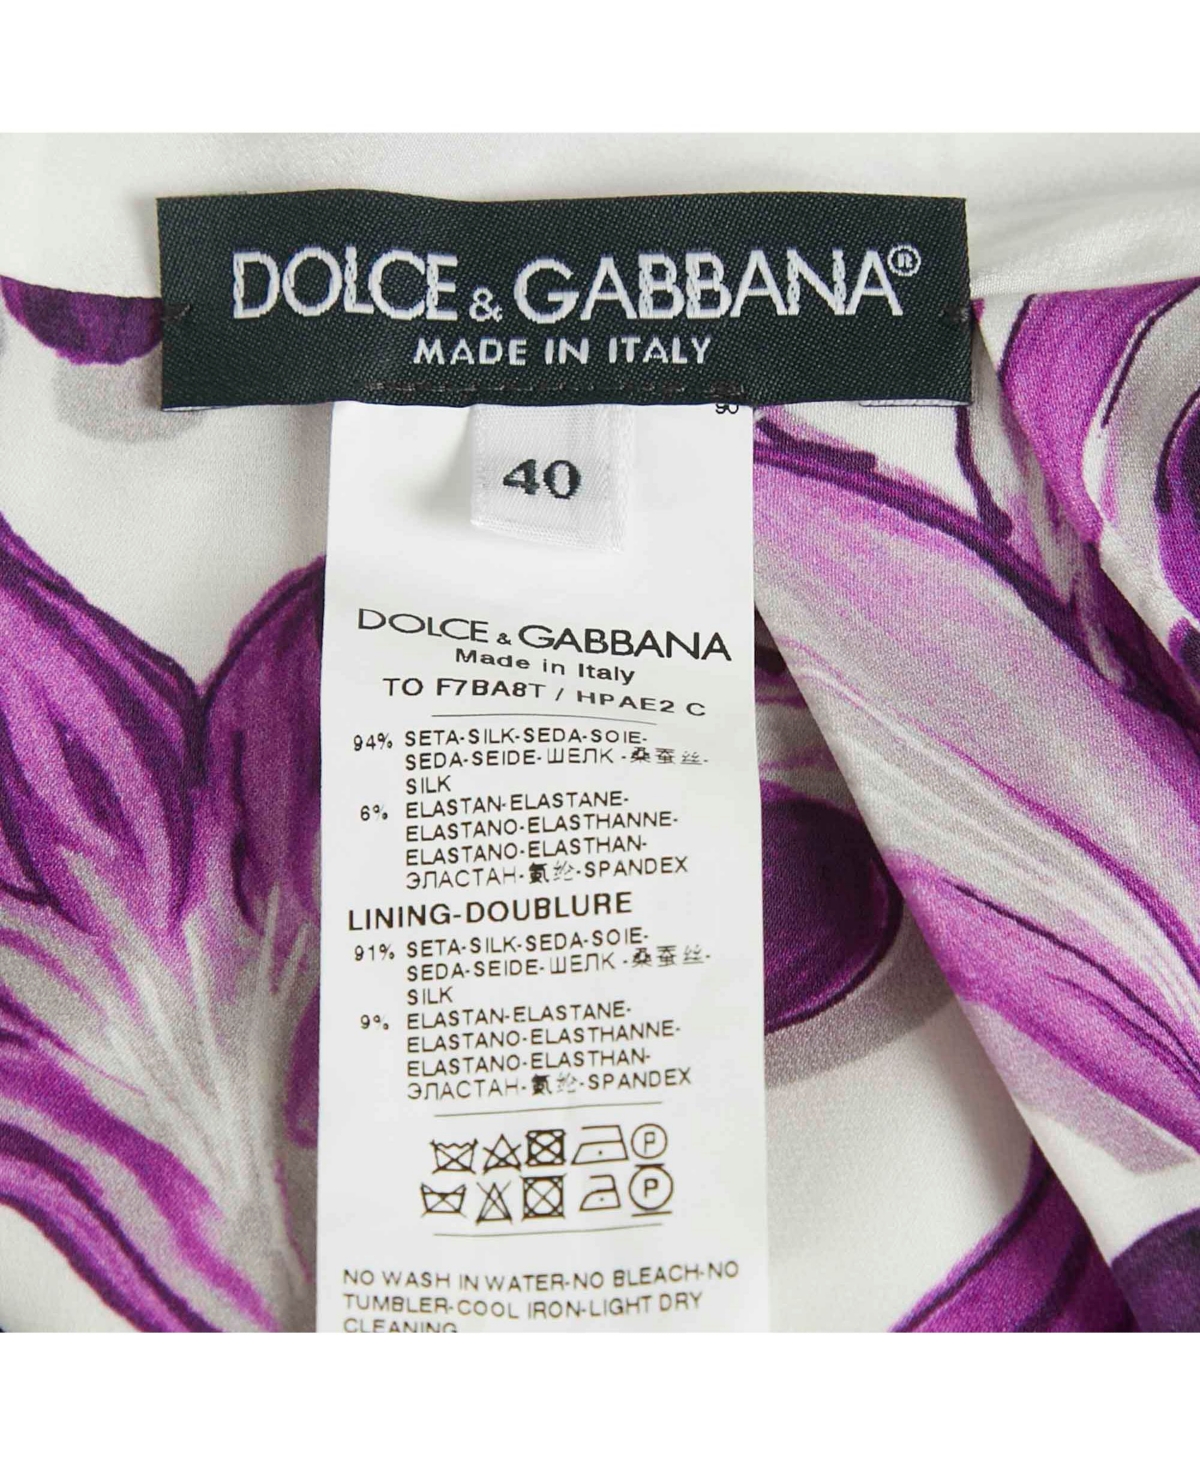 DOLCE & GABBANA®
MADE IN ITALY
90
40
DOLCE & GABBANA
Made in Italy
TO F7BA8T / HPAE2 C
94% SETA-SILK-SEDA-SOIE-
SEDA-SEIDE-ШЕЛК -桑蚕丝-
SILK
6% ELASTAN-ELASTANE-
ELASTANO-ELASTHANNE-
ELASTANO-ELASTHAN-
ЭЛАСТАН-氨纶-SPANDEX
LINING-DOUBLURE
91% SETA-SILK-SEDA-SOIE-
SEDA-SEIDE-ШЕЛК -桑蚕丝-
SILK
9% ELASTAN-ELASTANE-
ELASTANO-ELASTHANNE-
ELASTANO-ELASTHAN-
ЭЛАСТАН-氨纶-SPANDEX
P
P
NO WASH IN WATER-NO BLEACH-NO
TUMBLER-COOL IRON-LIGHT DRY
CLEANING